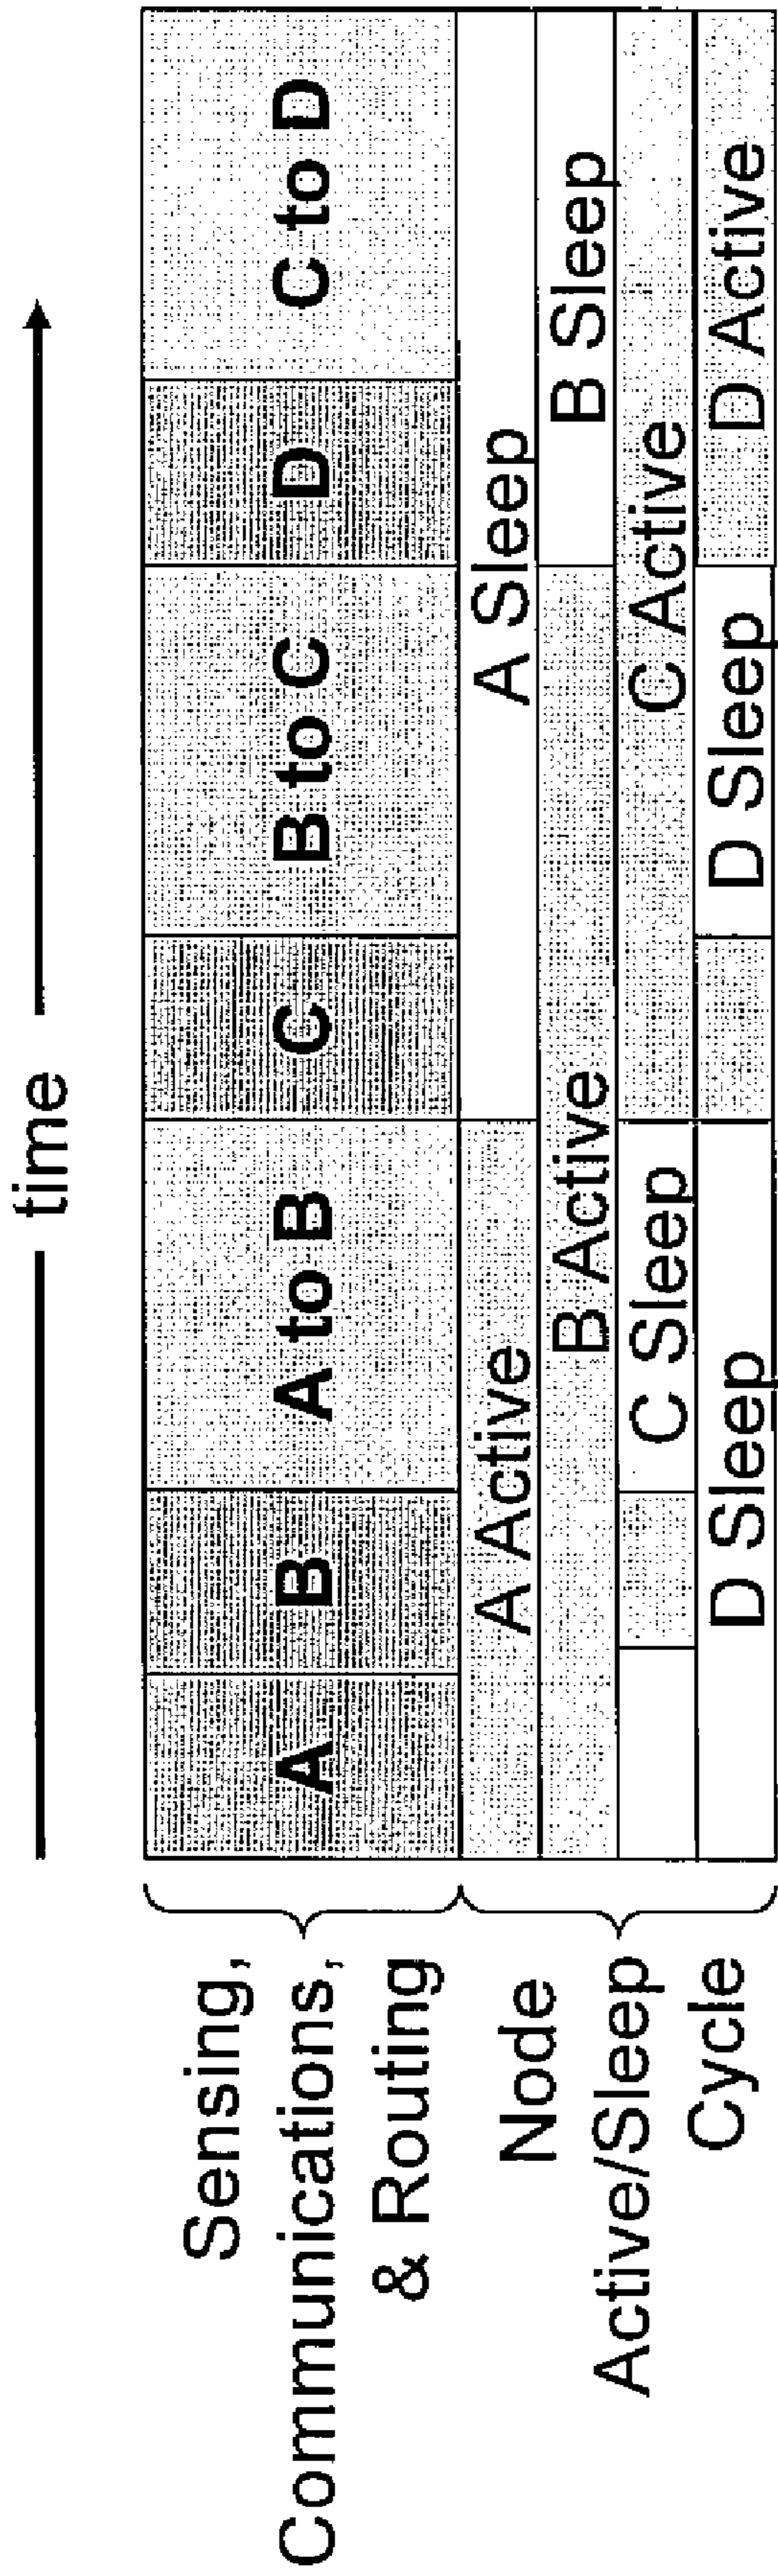 time
Sensing,
Communications,
& Routing
A
B
A to B
C
B to C
D
C to D
Node
Active/Sleep
Cycle
A Active
A Sleep
B Active
B Sleep
C Sleep
C Active
D Sleep
D Sleep
D Active